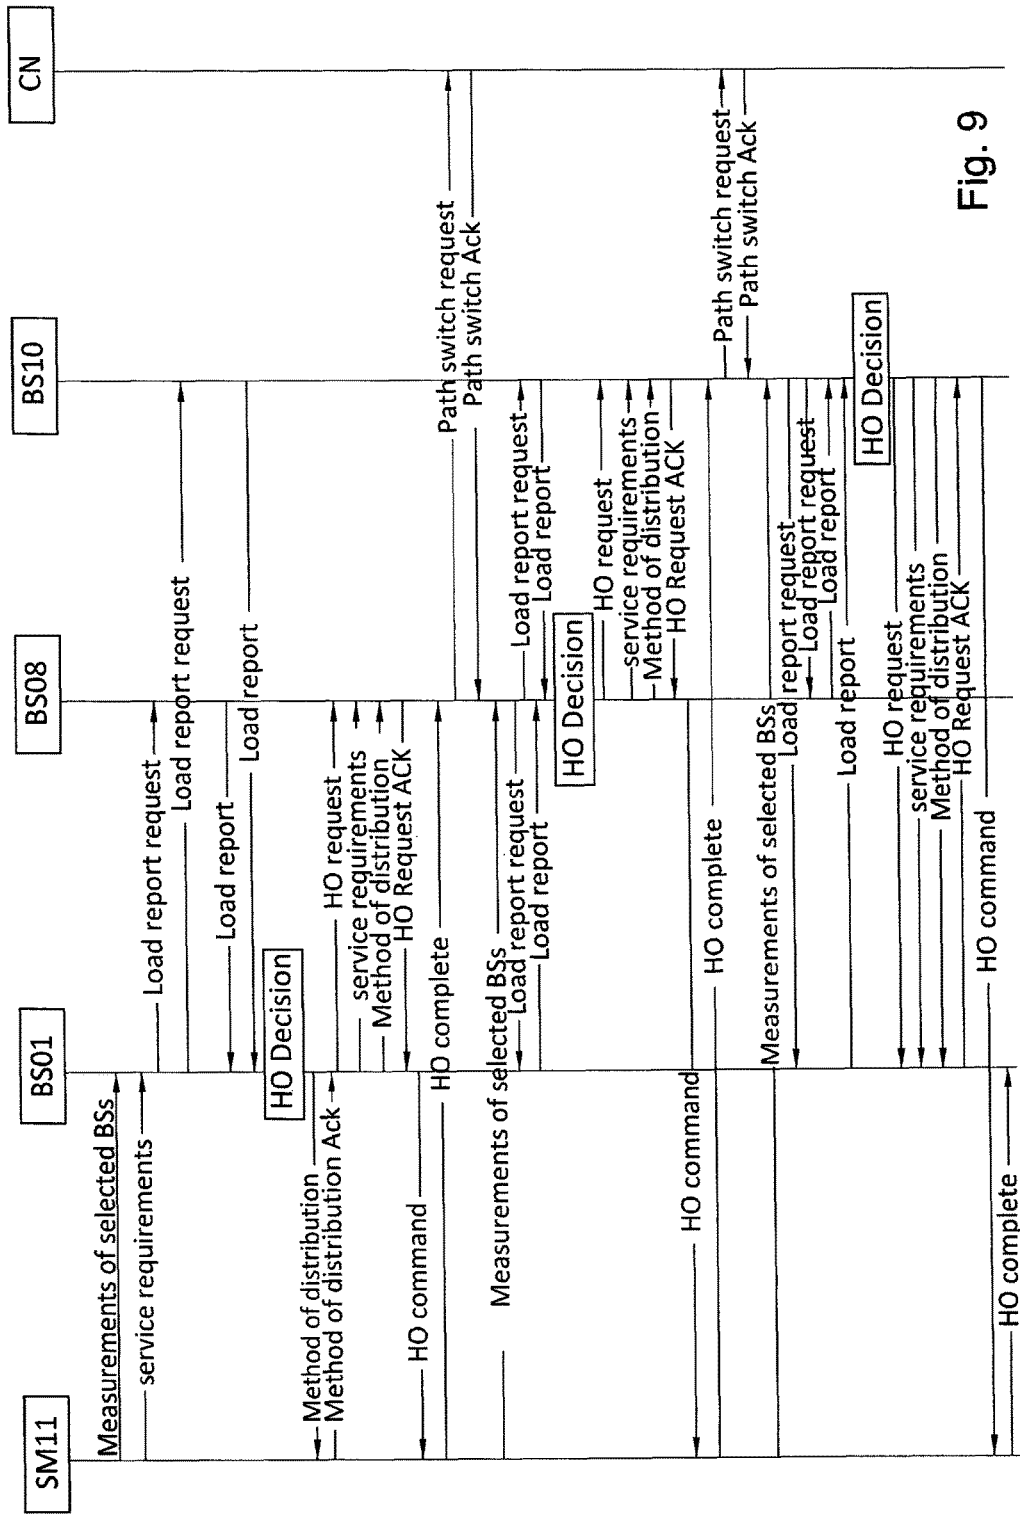 SM11
BS01
BS08
BS10
CN
Measurements of selected BSs
service requirements
Load report request
Load report request
Load report
Load report
HO Decision
Method of distribution
Method of distribution Ack
HO request
service requirements
Method of distribution
HO Request ACK
HO command
HO complete
Path switch request
Path switch Ack
Measurements of selected BSs
Load report request
Load report
Load report request
Load report
HO Decision
HO request
service requirements
Method of distribution
HO Request ACK
HO command
HO complete
Path switch request
Path switch Ack
Measurements of selected BSs
Load report request
Load report request
Load report
Load report
HO Decision
HO request
service requirements
Method of distribution
HO Request ACK
HO command
HO complete
Fig. 9